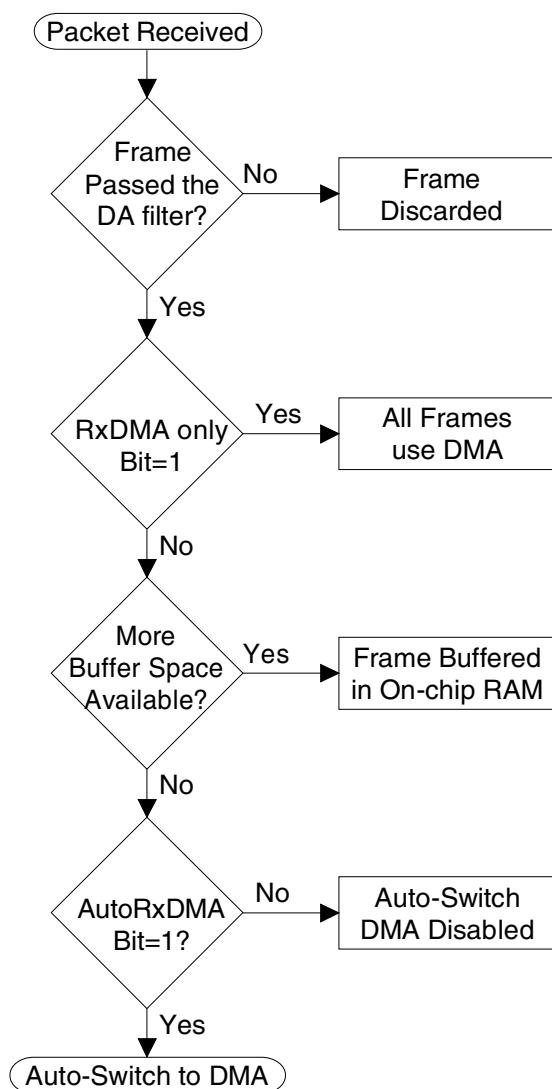 Packet Received
Frame
Passed the
DA filter?
No
Frame
Discarded
Yes
RxDMA only
Bit=1
Yes
All Frames
use DMA
No
More
Buffer Space
Available?
Yes
Frame Buffered
in On-chip RAM
No
AutoRxDMA
Bit=1?
No
Auto-Switch
DMA Disabled
Yes
Auto-Switch to DMA